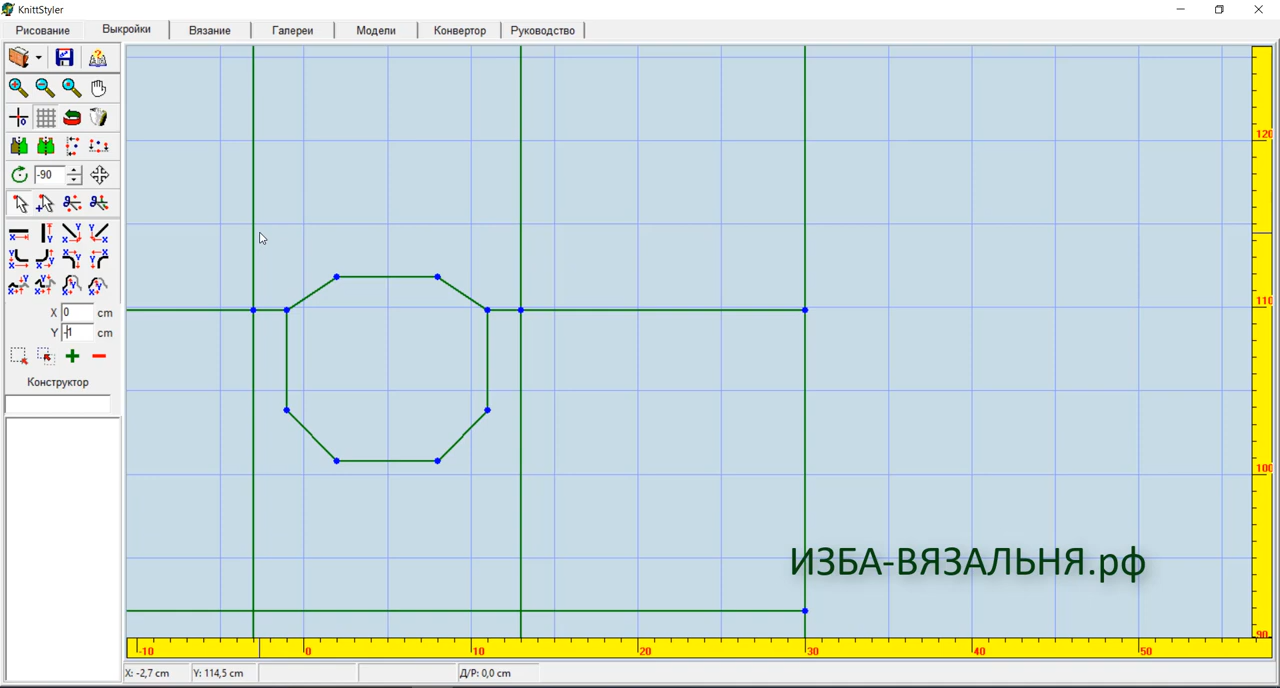 KnittStyler
Рисование Выкройки Вязание Галереи Модели Конвертор Руководство
-90
X 0 cm
Y -1 cm
Конструктор
120
110
100
90
-10 0 10 20 30 40 50
ИЗБА-ВЯЗАЛЬНЯ.рф
X: -2,7 cm Y: 114,5 cm Д/Р: 0,0 cm